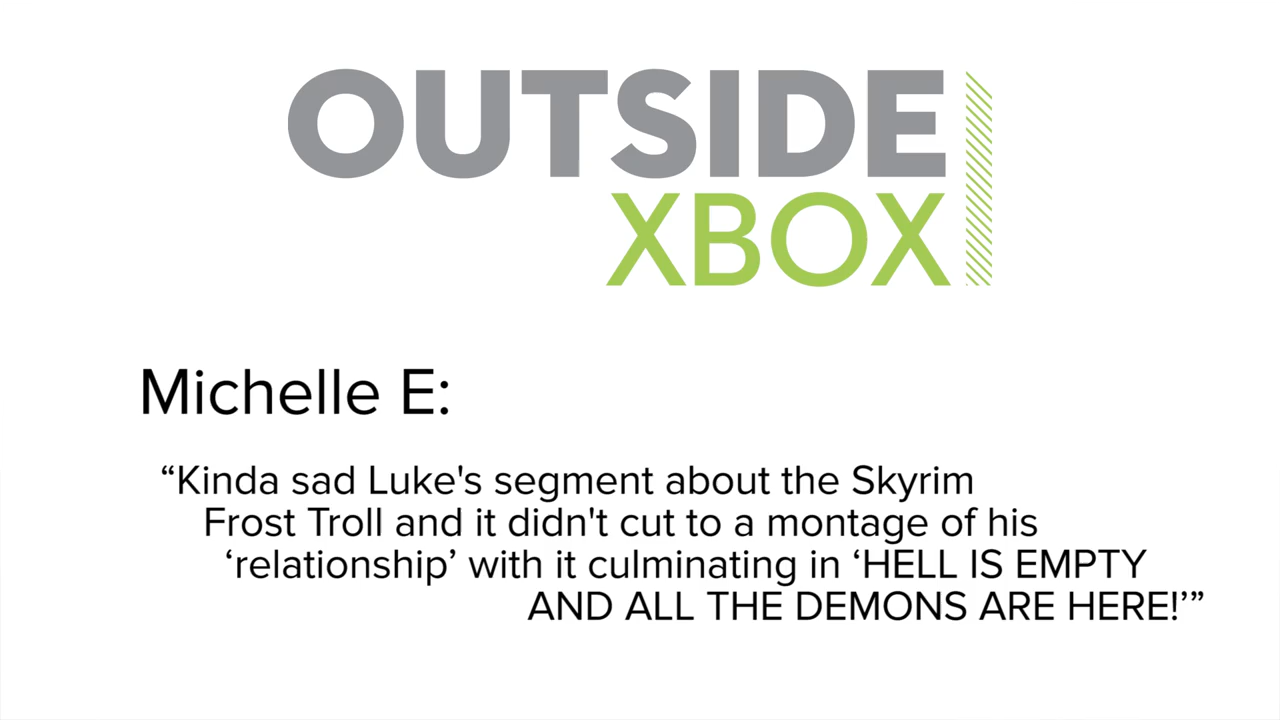 OUTSIDE
XBOX
Michelle E:
“Kinda sad Luke's segment about the Skyrim
Frost Troll and it didn't cut to a montage of his
‘relationship’ with it culminating in ‘HELL IS EMPTY
AND ALL THE DEMONS ARE HERE!’”